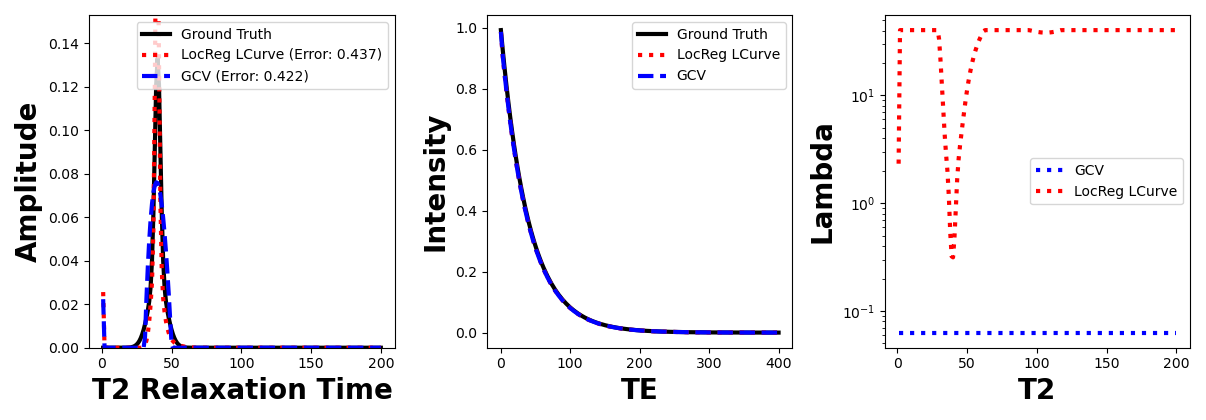 Amplitude
0.14
0.12
0.10
0.08
0.06
0.04
0.02
0.00
Ground Truth
LocReg LCurve (Error: 0.437)
GCV (Error: 0.422)
0 50 100 150 200
T2 Relaxation Time
Intensity
1.0
0.8
0.6
0.4
0.2
0.0
Ground Truth
LocReg LCurve
GCV
0 100 200 300 400
TE
Lambda
10¹
10⁰
10⁻¹
GCV
LocReg LCurve
0 50 100 150 200
T2